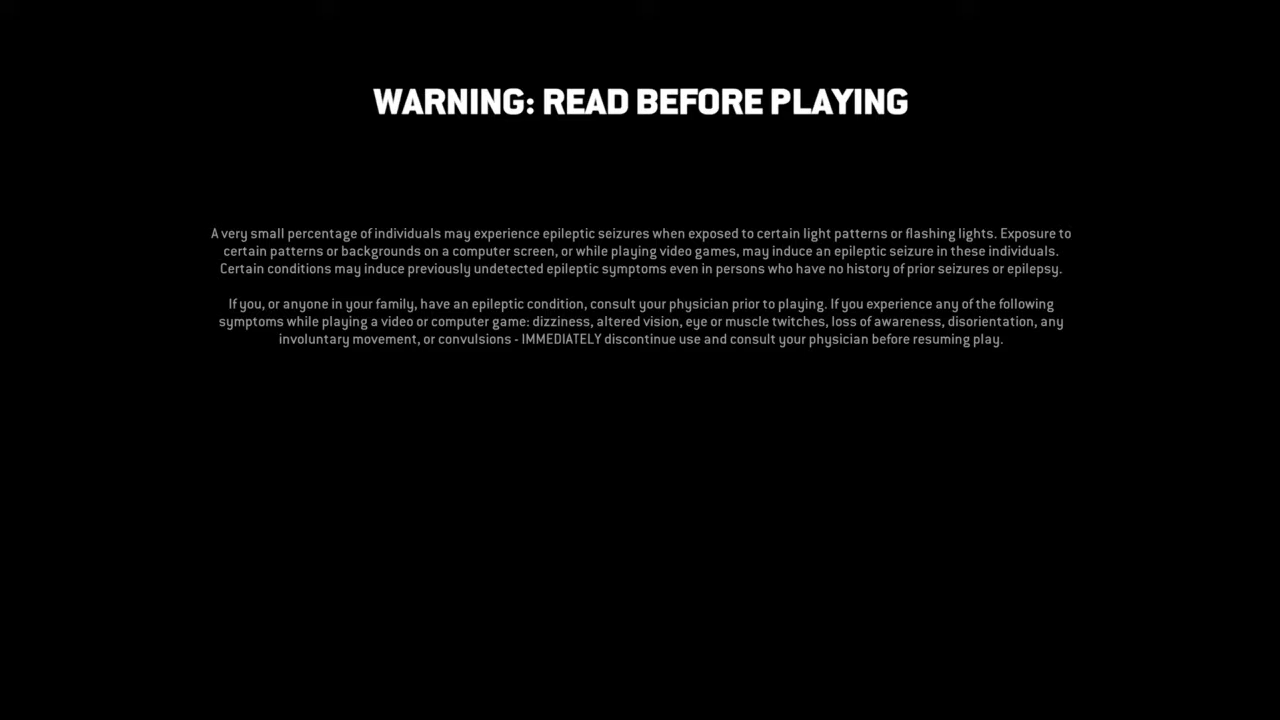 WARNING: READ BEFORE PLAYING
A very small percentage of individuals may experience epileptic seizures when exposed to certain light patterns or flashing lights. Exposure to
certain patterns or backgrounds on a computer screen, or while playing video games, may induce an epileptic seizure in these individuals.
Certain conditions may induce previously undetected epileptic symptoms even in persons who have no history of prior seizures or epilepsy.
If you, or anyone in your family, have an epileptic condition, consult your physician prior to playing. If you experience any of the following
symptoms while playing a video or computer game: dizziness, altered vision, eye or muscle twitches, loss of awareness, disorientation, any
involuntary movement, or convulsions - IMMEDIATELY discontinue use and consult your physician before resuming play.